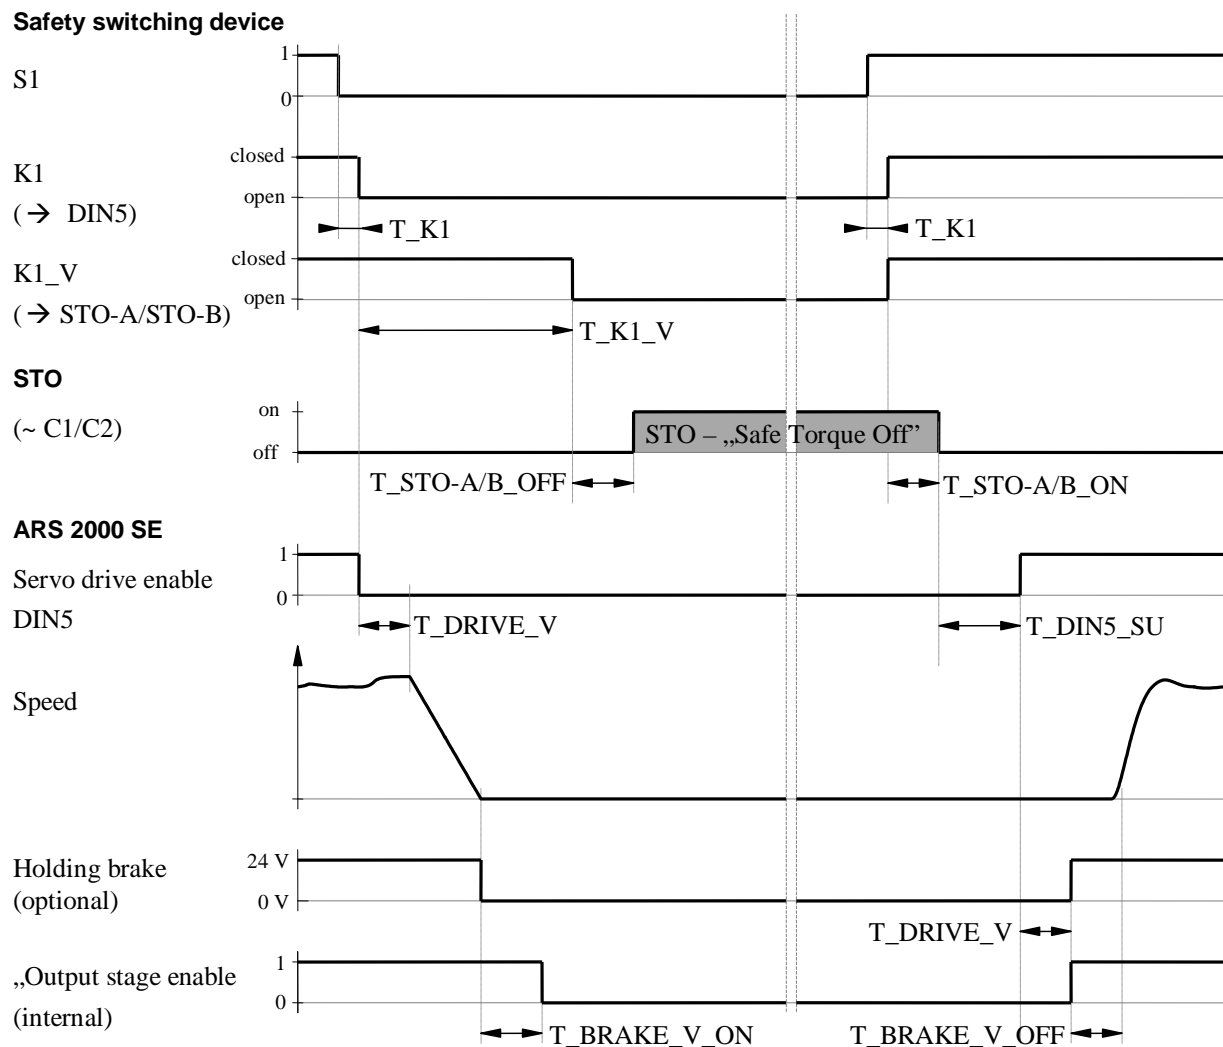 Safety switching device
S1
1
0
K1
(→ DIN5)
closed
open
T_K1
T_K1
K1_V
(→ STO-A/STO-B)
closed
open
T_K1_V
STO
(~ C1/C2)
on
off
STO – „Safe Torque Off”
T_STO-A/B_OFF
T_STO-A/B_ON
ARS 2000 SE
Servo drive enable
DIN5
1
0
T_DRIVE_V
T_DIN5_SU
Speed
Holding brake
(optional)
24 V
0 V
T_DRIVE_V
„Output stage enable
(internal)
1
0
T_BRAKE_V_ON
T_BRAKE_V_OFF